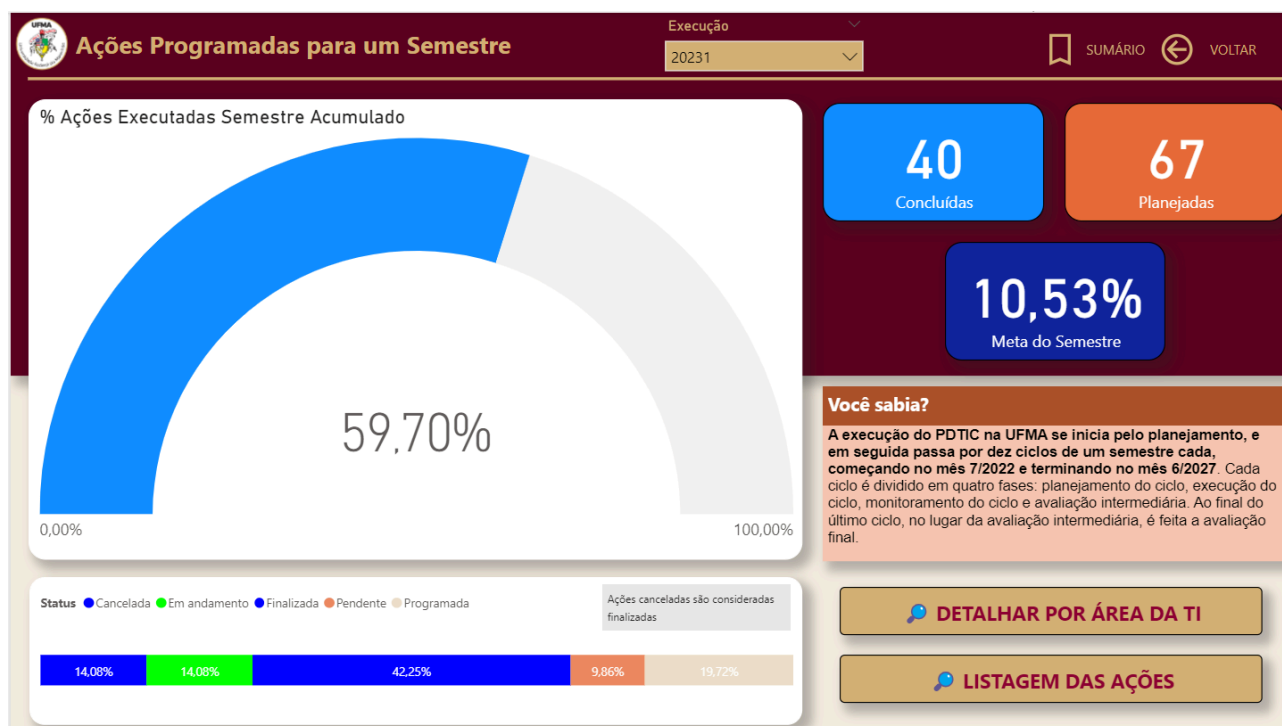 UFMA
Ações Programadas para um Semestre
Execução
20231
SUMÁRIO
VOLTAR
% Ações Executadas Semestre Acumulado
59,70%
0,00%
100,00%
40
Concluídas
67
Planejadas
10,53%
Meta do Semestre
Você sabia?
A execução do PDTIC na UFMA se inicia pelo planejamento, e
em seguida passa por dez ciclos de um semestre cada,
começando no mês 7/2022 e terminando no mês 6/2027. Cada
ciclo é dividido em quatro fases: planejamento do ciclo, execução do
ciclo, monitoramento do ciclo e avaliação intermediária. Ao final do
último ciclo, no lugar da avaliação intermediária, é feita a avaliação
final.
Status Cancelada Em andamento Finalizada Pendente Programada
Ações canceladas são consideradas
finalizadas
14,08% 14,08% 42,25% 9,86% 19,72%
DETALHAR POR ÁREA DA TI
LISTAGEM DAS AÇÕES